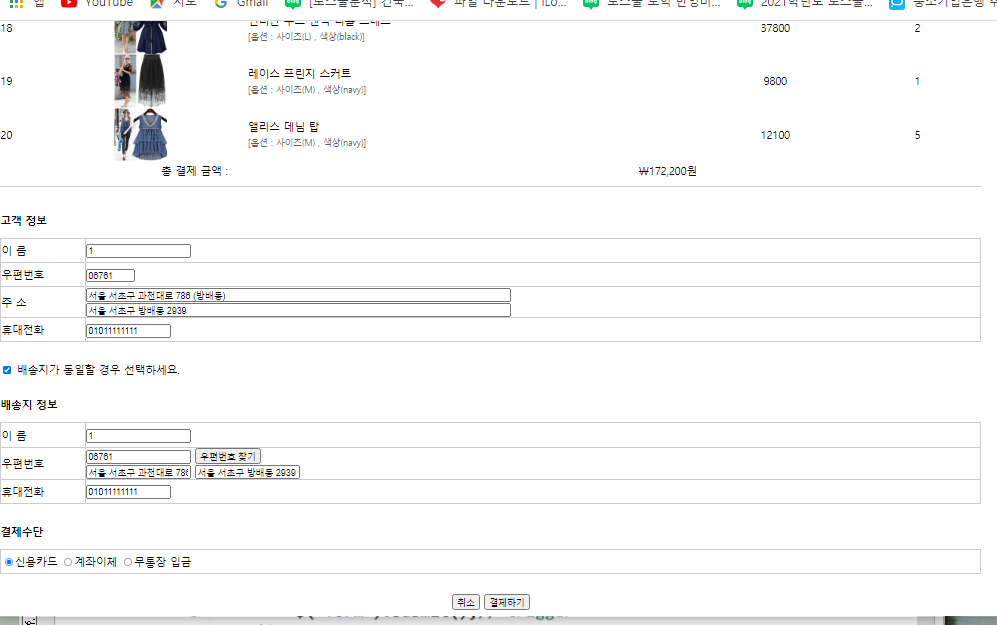 YouTube
Gmail
18 37800 2
[옵션 : 사이즈(L) , 색상(black)]
19 레이스 프린지 스커트 9800 1
[옵션 : 사이즈(M) , 색상(navy)]
20 앨리스 데님 탑 12100 5
[옵션 : 사이즈(M) , 색상(navy)]
총 결제 금액 : ₩172,200원
고객 정보
이 름 1
우편번호 06761
주 소 서울 서초구 과천대로 786 (방배동)
서울 서초구 방배동 2939
휴대전화 01011111111
배송지가 동일할 경우 선택하세요.
배송지 정보
이 름 1
우편번호 06761 우편번호 찾기
서울 서초구 과천대로 786 서울 서초구 방배동 2939
휴대전화 01011111111
결제수단
신용카드 계좌이체 무통장 입금
취소 결제하기